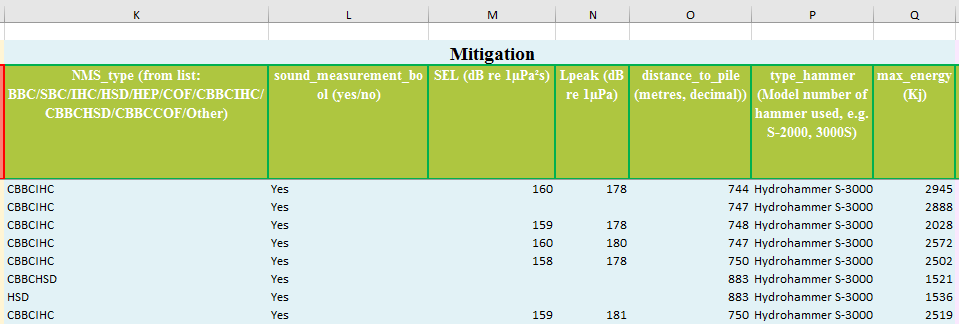 K L M N O P Q
Mitigation
NMS_type (from list: sound_measurement_bo SEL (dB re 1µPa²s) Lpeak (dB distance_to_pile type_hammer max_energy
BBC/SBC/IHC/HSD/HEP/COF/CBBCIHC/ ol (yes/no) re 1µPa) (metres, decimal)) (Model number of (Kj)
CBBCHSD/CBBCCOF/Other) hammer used, e.g.
S-2000, 3000S)
CBBCIHC Yes 160 178 744 Hydrohammer S-3000 2945
CBBCIHC Yes 747 Hydrohammer S-3000 2888
CBBCIHC Yes 159 178 748 Hydrohammer S-3000 2028
CBBCIHC Yes 160 180 747 Hydrohammer S-3000 2572
CBBCIHC Yes 158 178 750 Hydrohammer S-3000 2502
CBBCHSD Yes 883 Hydrohammer S-3000 1521
HSD Yes 883 Hydrohammer S-3000 1536
CBBCIHC Yes 159 181 750 Hydrohammer S-3000 2519